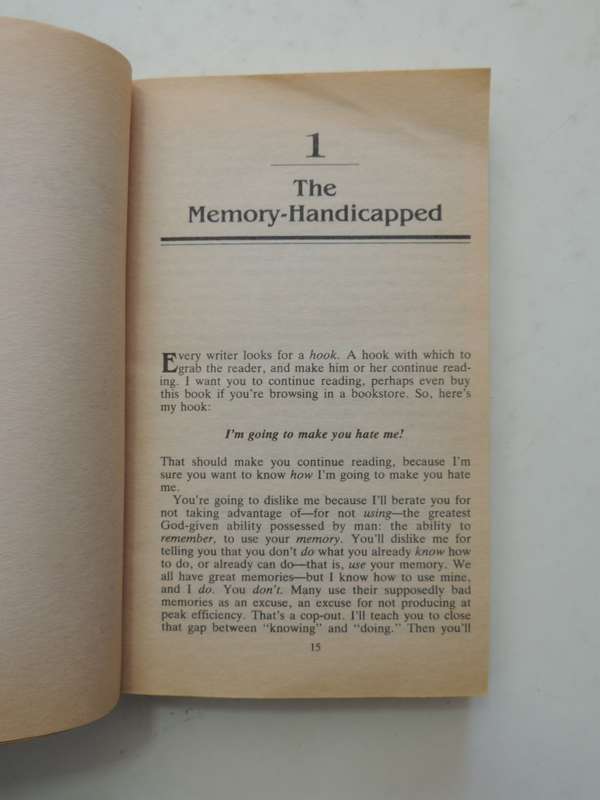 1
The
Memory-Handicapped
Every writer looks for a hook. A hook with which to
grab the reader, and make him or her continue read-
ing. I want you to continue reading, perhaps even buy
this book if you're browsing in a bookstore. So, here's
my hook:
I'm going to make you hate me!
That should make you continue reading, because I'm
sure you want to know how I'm going to make you hate
me.
You're going to dislike me because I'll berate you for
not taking advantage of—for not using—the greatest
God-given ability possessed by man: the ability to
remember, to use your memory. You'll dislike me for
telling you that you don't do what you already know how
to do, or already can do—that is, use your memory. We
all have great memories—but I know how to use mine,
and I do. You don't. Many use their supposedly bad
memories as an excuse, an excuse for not producing at
peak efficiency. That's a cop-out. I'll teach you to close
that gap between "knowing" and "doing." Then you'll
15